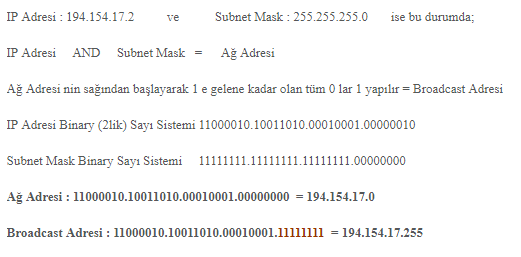 IP Adresi : 194.154.17.2 ve Subnet Mask : 255.255.255.0 ise bu durumda;
IP Adresi AND Subnet Mask = Ağ Adresi
Ağ Adresi nin sağından başlayarak 1 e gelene kadar olan tüm 0 lar 1 yapılır = Broadcast Adresi
IP Adresi Binary (2lik) Sayı Sistemi 11000010.10011010.00010001.00000010
Subnet Mask Binary Sayı Sistemi 11111111.11111111.11111111.00000000
Ağ Adresi : 11000010.10011010.00010001.00000000 = 194.154.17.0
Broadcast Adresi : 11000010.10011010.00010001.11111111 = 194.154.17.255